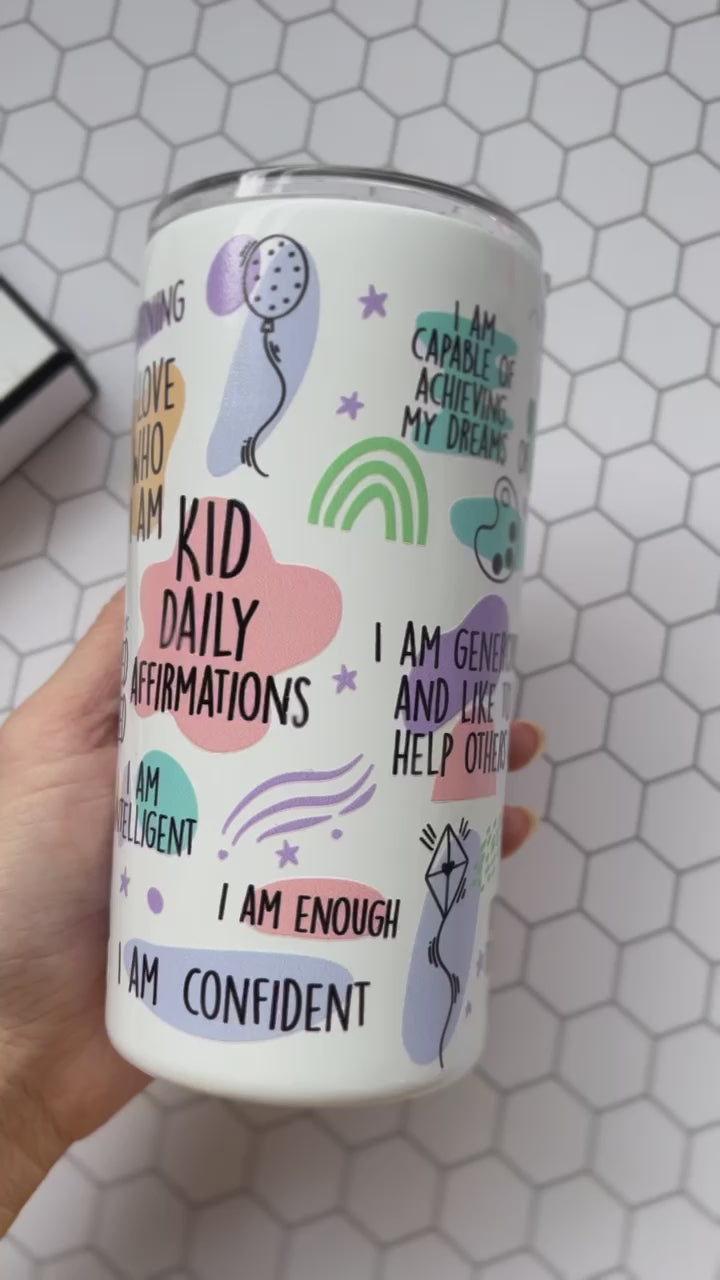 LOVE
WHO
AM
KID
DAILY
AFFIRMATIONS
I AM
CAPABLE OF
ACHIEVING
MY DREAMS
I AM
AND LIKE TO
HELP OTHERS
I AM
I AM ENOUGH
I AM CONFIDENT